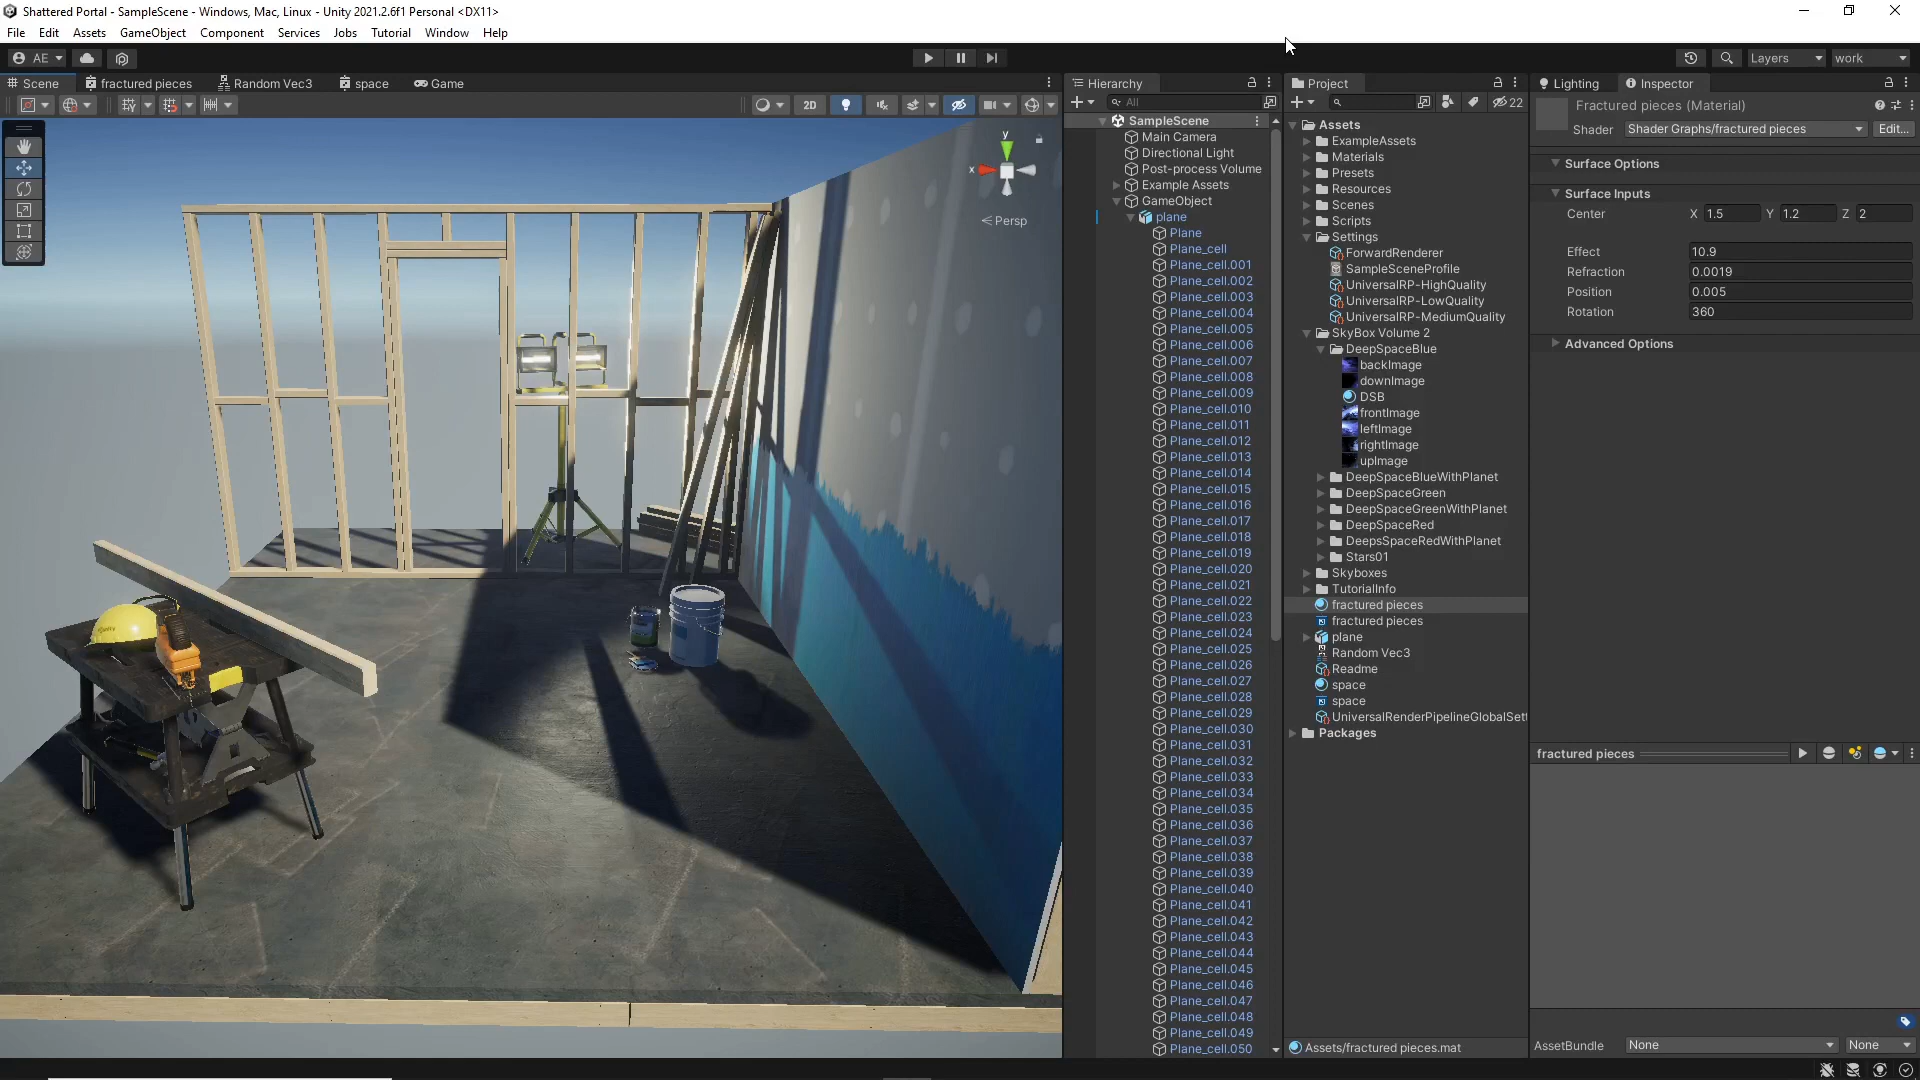 Shattered Portal - SampleScene - Windows, Mac, Linux - Unity 2021.2.6f1 Personal <DX11>
File Edit Assets GameObject Component Services Jobs Tutorial Window Help
AE
Layers
work
Scene
fractured pieces
Random Vec3
space
Game
2D
y
x
Persp
Hierarchy
All
SampleScene
Main Camera
Directional Light
Post-process Volume
Example Assets
GameObject
plane
Plane
Plane_cell
Plane_cell.001
Plane_cell.002
Plane_cell.003
Plane_cell.004
Plane_cell.005
Plane_cell.006
Plane_cell.007
Plane_cell.008
Plane_cell.009
Plane_cell.010
Plane_cell.011
Plane_cell.012
Plane_cell.013
Plane_cell.014
Plane_cell.015
Plane_cell.016
Plane_cell.017
Plane_cell.018
Plane_cell.019
Plane_cell.020
Plane_cell.021
Plane_cell.022
Plane_cell.023
Plane_cell.024
Plane_cell.025
Plane_cell.026
Plane_cell.027
Plane_cell.028
Plane_cell.029
Plane_cell.030
Plane_cell.031
Plane_cell.032
Plane_cell.033
Plane_cell.034
Plane_cell.035
Plane_cell.036
Plane_cell.037
Plane_cell.038
Plane_cell.039
Plane_cell.040
Plane_cell.041
Plane_cell.042
Plane_cell.043
Plane_cell.044
Plane_cell.045
Plane_cell.046
Plane_cell.047
Plane_cell.048
Plane_cell.049
Plane_cell.050
Project
22
Assets
ExampleAssets
Materials
Presets
Resources
Scenes
Scripts
Settings
ForwardRenderer
SampleSceneProfile
UniversalRP-HighQuality
UniversalRP-LowQuality
UniversalRP-MediumQuality
SkyBox Volume 2
DeepSpaceBlue
backImage
downImage
DSB
frontImage
leftImage
rightImage
upImage
DeepSpaceBlueWithPlanet
DeepSpaceGreen
DeepSpaceGreenWithPlanet
DeepSpaceRed
DeepsSpaceRedWithPlanet
Stars01
Skyboxes
TutorialInfo
fractured pieces
fractured pieces
plane
Random Vec3
Readme
space
space
UniversalRenderPipelineGlobalSett
Packages
Assets/fractured pieces.mat
Lighting
Inspector
Fractured pieces (Material)
Shader
Shader Graphs/fractured pieces
Edit...
Surface Options
Surface Inputs
Center X 1.5 Y 1.2 Z 2
Effect 10.9
Refraction 0.0019
Position 0.005
Rotation 360
Advanced Options
fractured pieces
AssetBundle None None